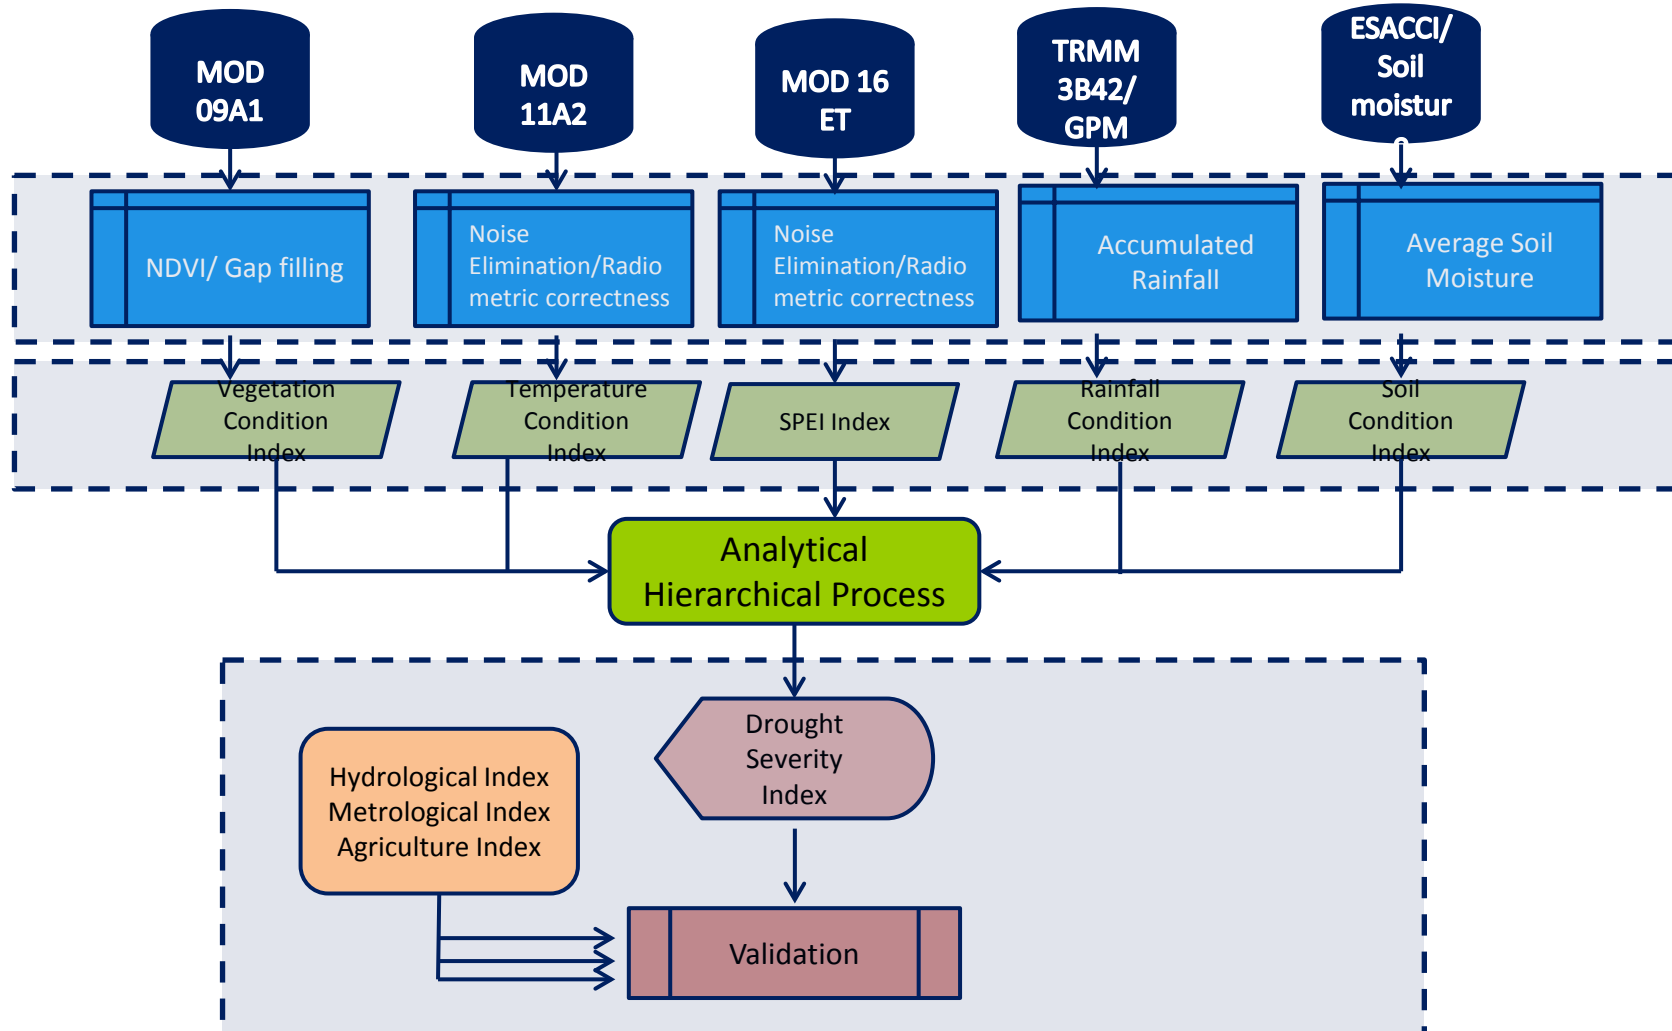 MOD
09A1
MOD
11A2
MOD 16
ET
TRMM
3B42/
GPM
ESACCI/
Soil
moistur
NDVI/ Gap filling
Noise
Elimination/Radio
metric correctness
Noise
Elimination/Radio
metric correctness
Accumulated
Rainfall
Average Soil
Moisture
Vegetation
Condition
Index
Temperature
Condition
Index
SPEI Index
Rainfall
Condition
Index
Soil
Condition
Index
Analytical
Hierarchical Process
Drought
Severity
Index
Hydrological Index
Metrological Index
Agriculture Index
Validation